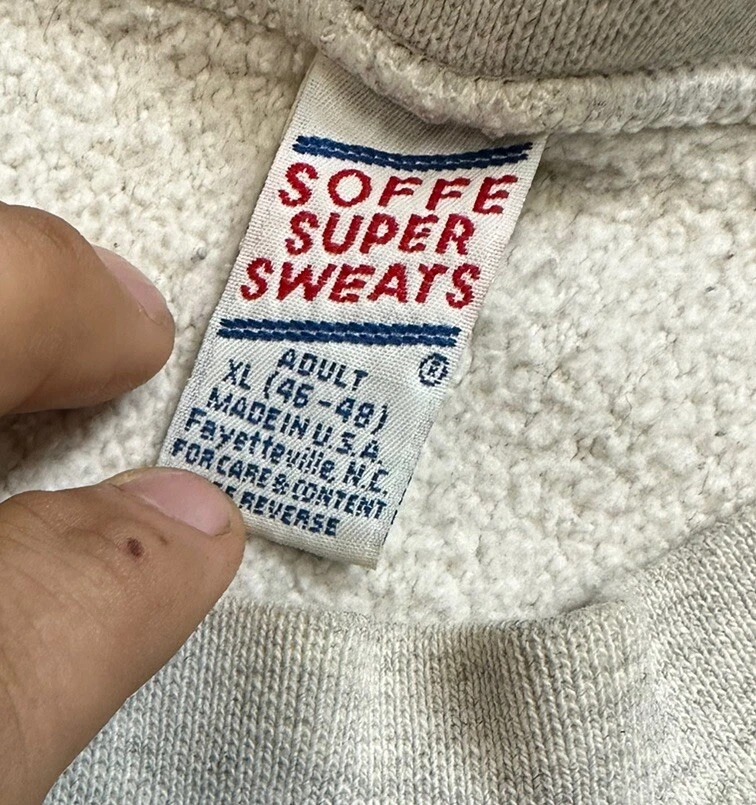 SOFFE
SUPER
SWEATS
®
ADULT
XL (46-48)
MADE IN U.S.A
Fayetteville, N.C.
FOR CARE & CONTENT
REVERSE